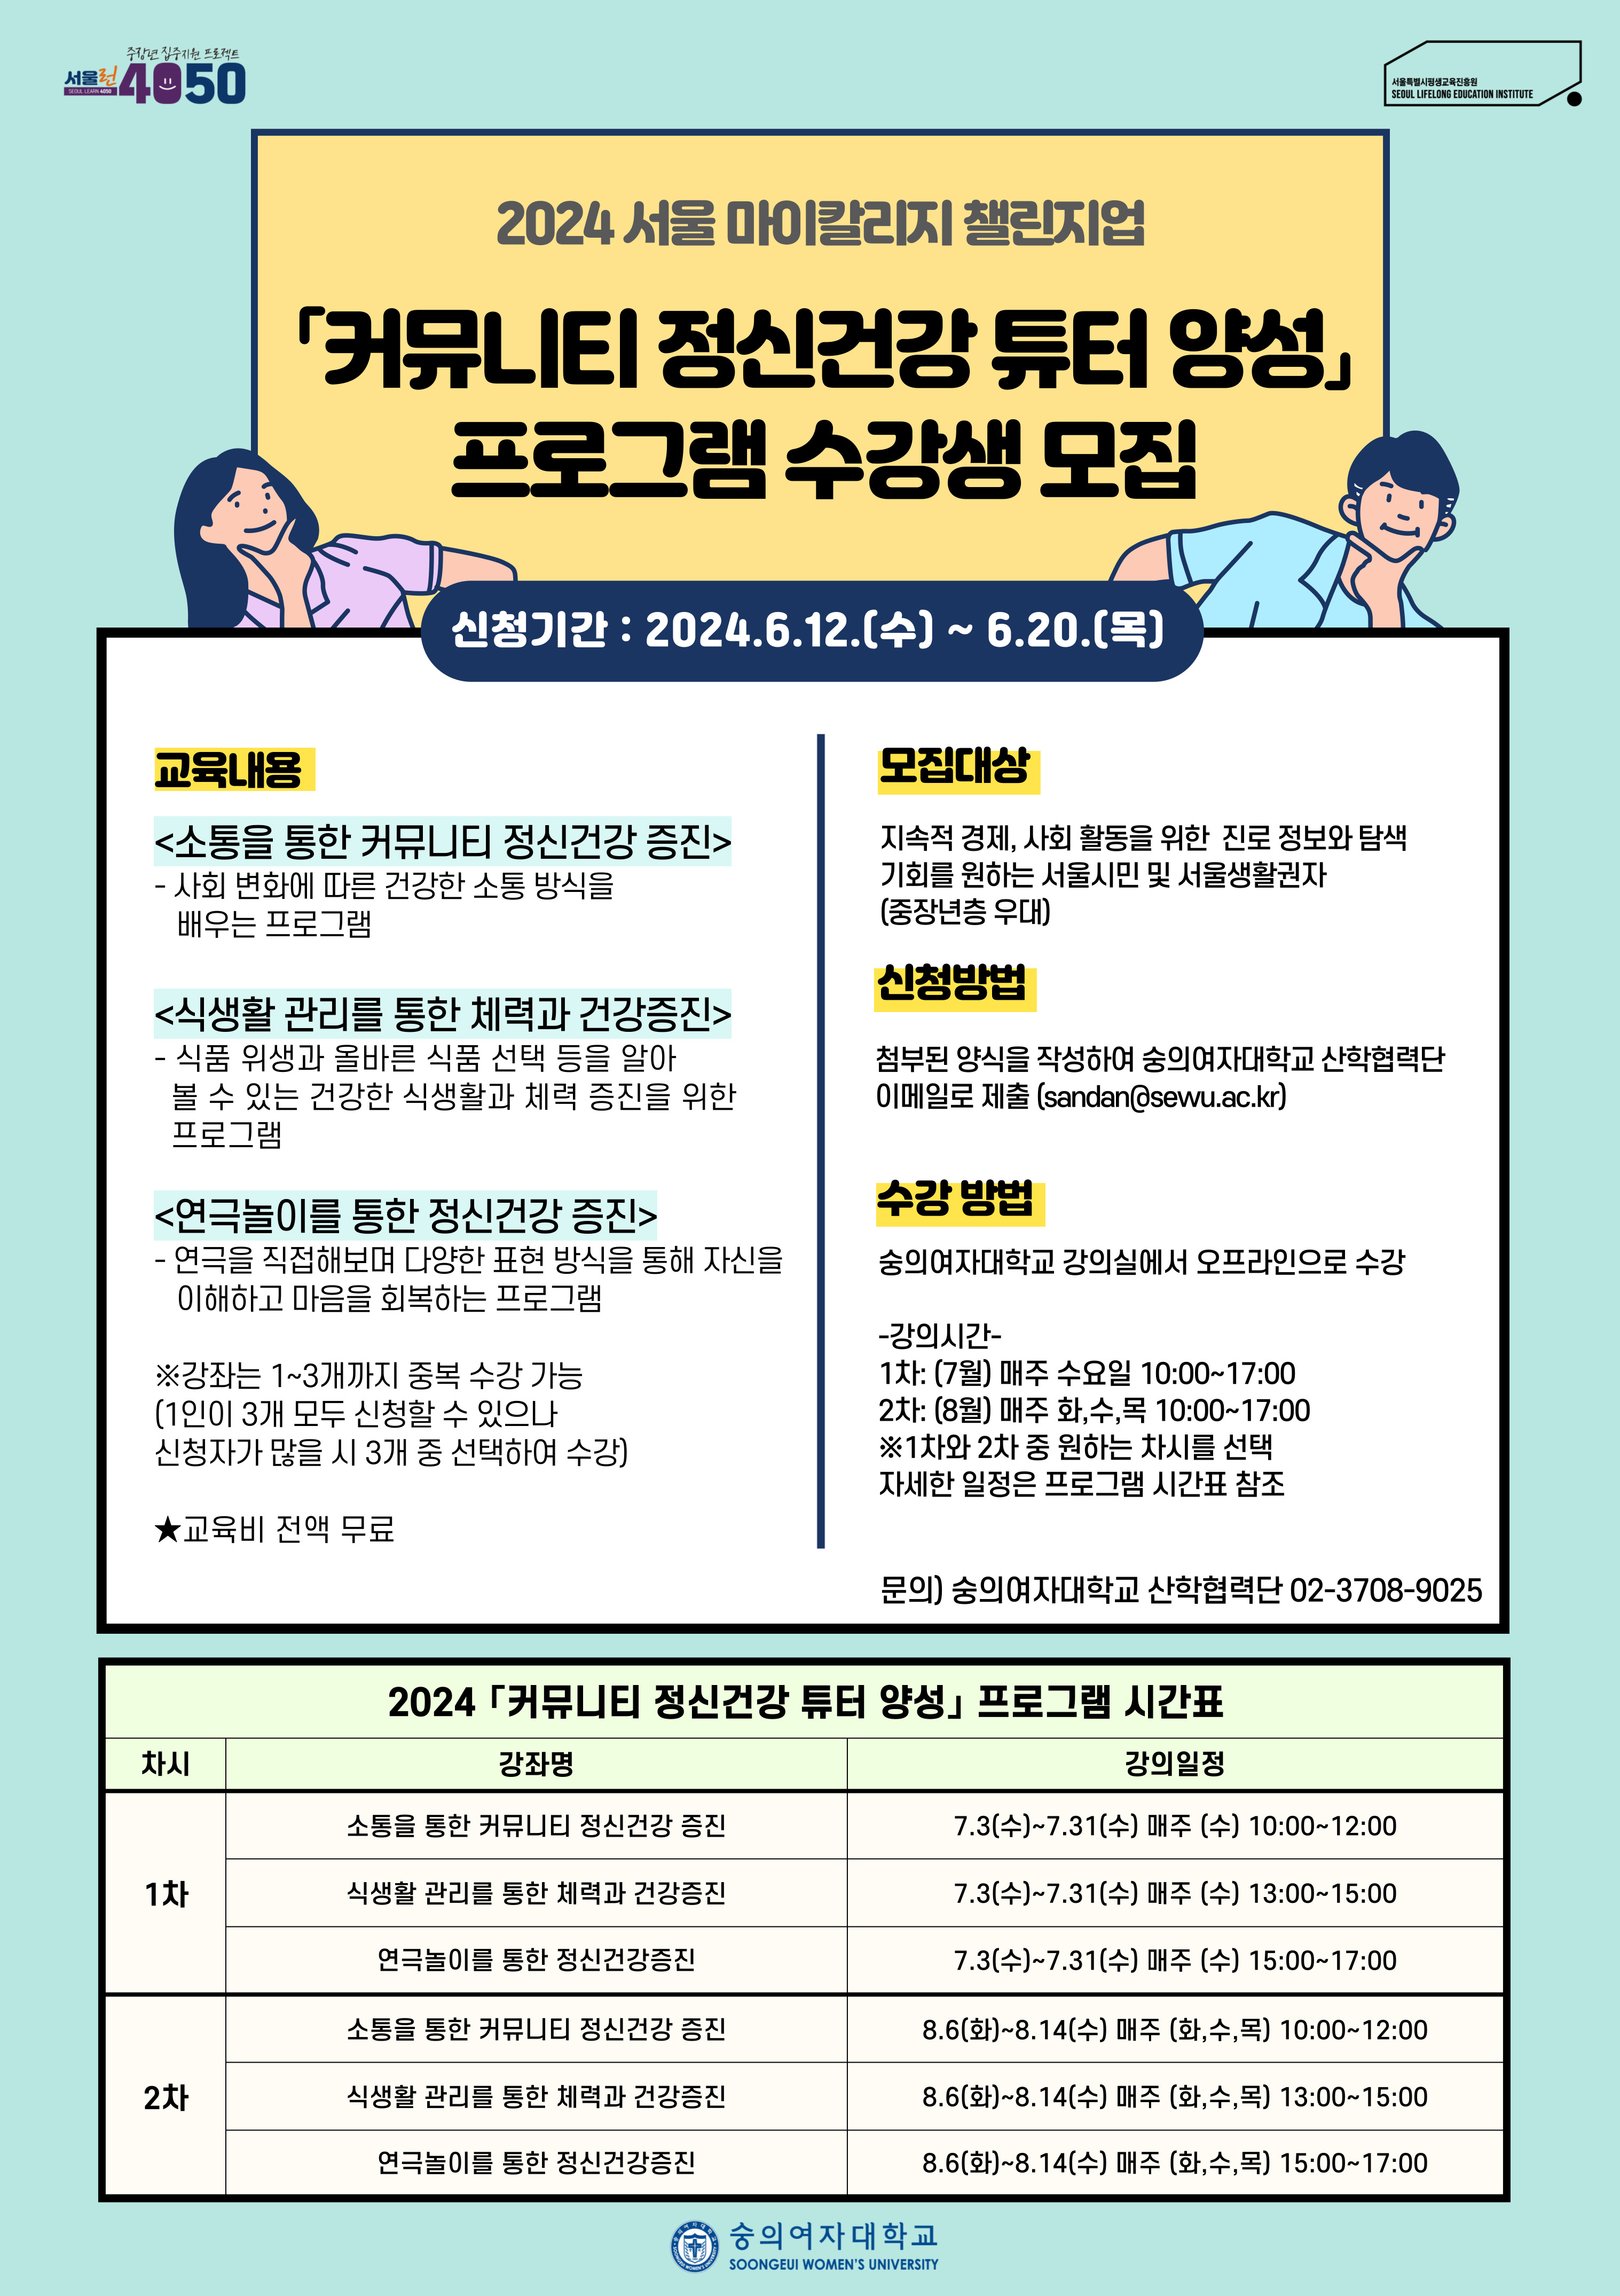 중장년 집중지원 프로젝트
서울런 4050
SEOUL LEARN 4050
서울특별시평생교육진흥원
SEOUL LIFELONG EDUCATION INSTITUTE
2024 서울 마이칼리지 챌린지업
「커뮤니티 정신건강 튜터 양성」
프로그램 수강생 모집
신청기간 : 2024.6.12.(수) ~ 6.20.(목)
교육내용
<소통을 통한 커뮤니티 정신건강 증진>
- 사회 변화에 따른 건강한 소통 방식을
배우는 프로그램
<식생활 관리를 통한 체력과 건강증진>
- 식품 위생과 올바른 식품 선택 등을 알아
볼 수 있는 건강한 식생활과 체력 증진을 위한
프로그램
<연극놀이를 통한 정신건강 증진>
- 연극을 직접해보며 다양한 표현 방식을 통해 자신을
이해하고 마음을 회복하는 프로그램
※강좌는 1~3개까지 중복 수강 가능
(1인이 3개 모두 신청할 수 있으나
신청자가 많을 시 3개 중 선택하여 수강)
★교육비 전액 무료
모집대상
지속적 경제, 사회 활동을 위한 진로 정보와 탐색
기회를 원하는 서울시민 및 서울생활권자
(중장년층 우대)
신청방법
첨부된 양식을 작성하여 숭의여자대학교 산학협력단
이메일로 제출 (sandan@sewu.ac.kr)
수강 방법
숭의여자대학교 강의실에서 오프라인으로 수강
-강의시간-
1차: (7월) 매주 수요일 10:00~17:00
2차: (8월) 매주 화,수,목 10:00~17:00
※1차와 2차 중 원하는 차시를 선택
자세한 일정은 프로그램 시간표 참조
문의) 숭의여자대학교 산학협력단 02-3708-9025
2024 「커뮤니티 정신건강 튜터 양성」 프로그램 시간표
차시 강좌명 강의일정
1차
소통을 통한 커뮤니티 정신건강 증진 7.3(수)~7.31(수) 매주 (수) 10:00~12:00
식생활 관리를 통한 체력과 건강증진 7.3(수)~7.31(수) 매주 (수) 13:00~15:00
연극놀이를 통한 정신건강증진 7.3(수)~7.31(수) 매주 (수) 15:00~17:00
2차
소통을 통한 커뮤니티 정신건강 증진 8.6(화)~8.14(수) 매주 (화,수,목) 10:00~12:00
식생활 관리를 통한 체력과 건강증진 8.6(화)~8.14(수) 매주 (화,수,목) 13:00~15:00
연극놀이를 통한 정신건강증진 8.6(화)~8.14(수) 매주 (화,수,목) 15:00~17:00
숭의여자대학교
SOONGEUI WOMEN'S UNIVERSITY